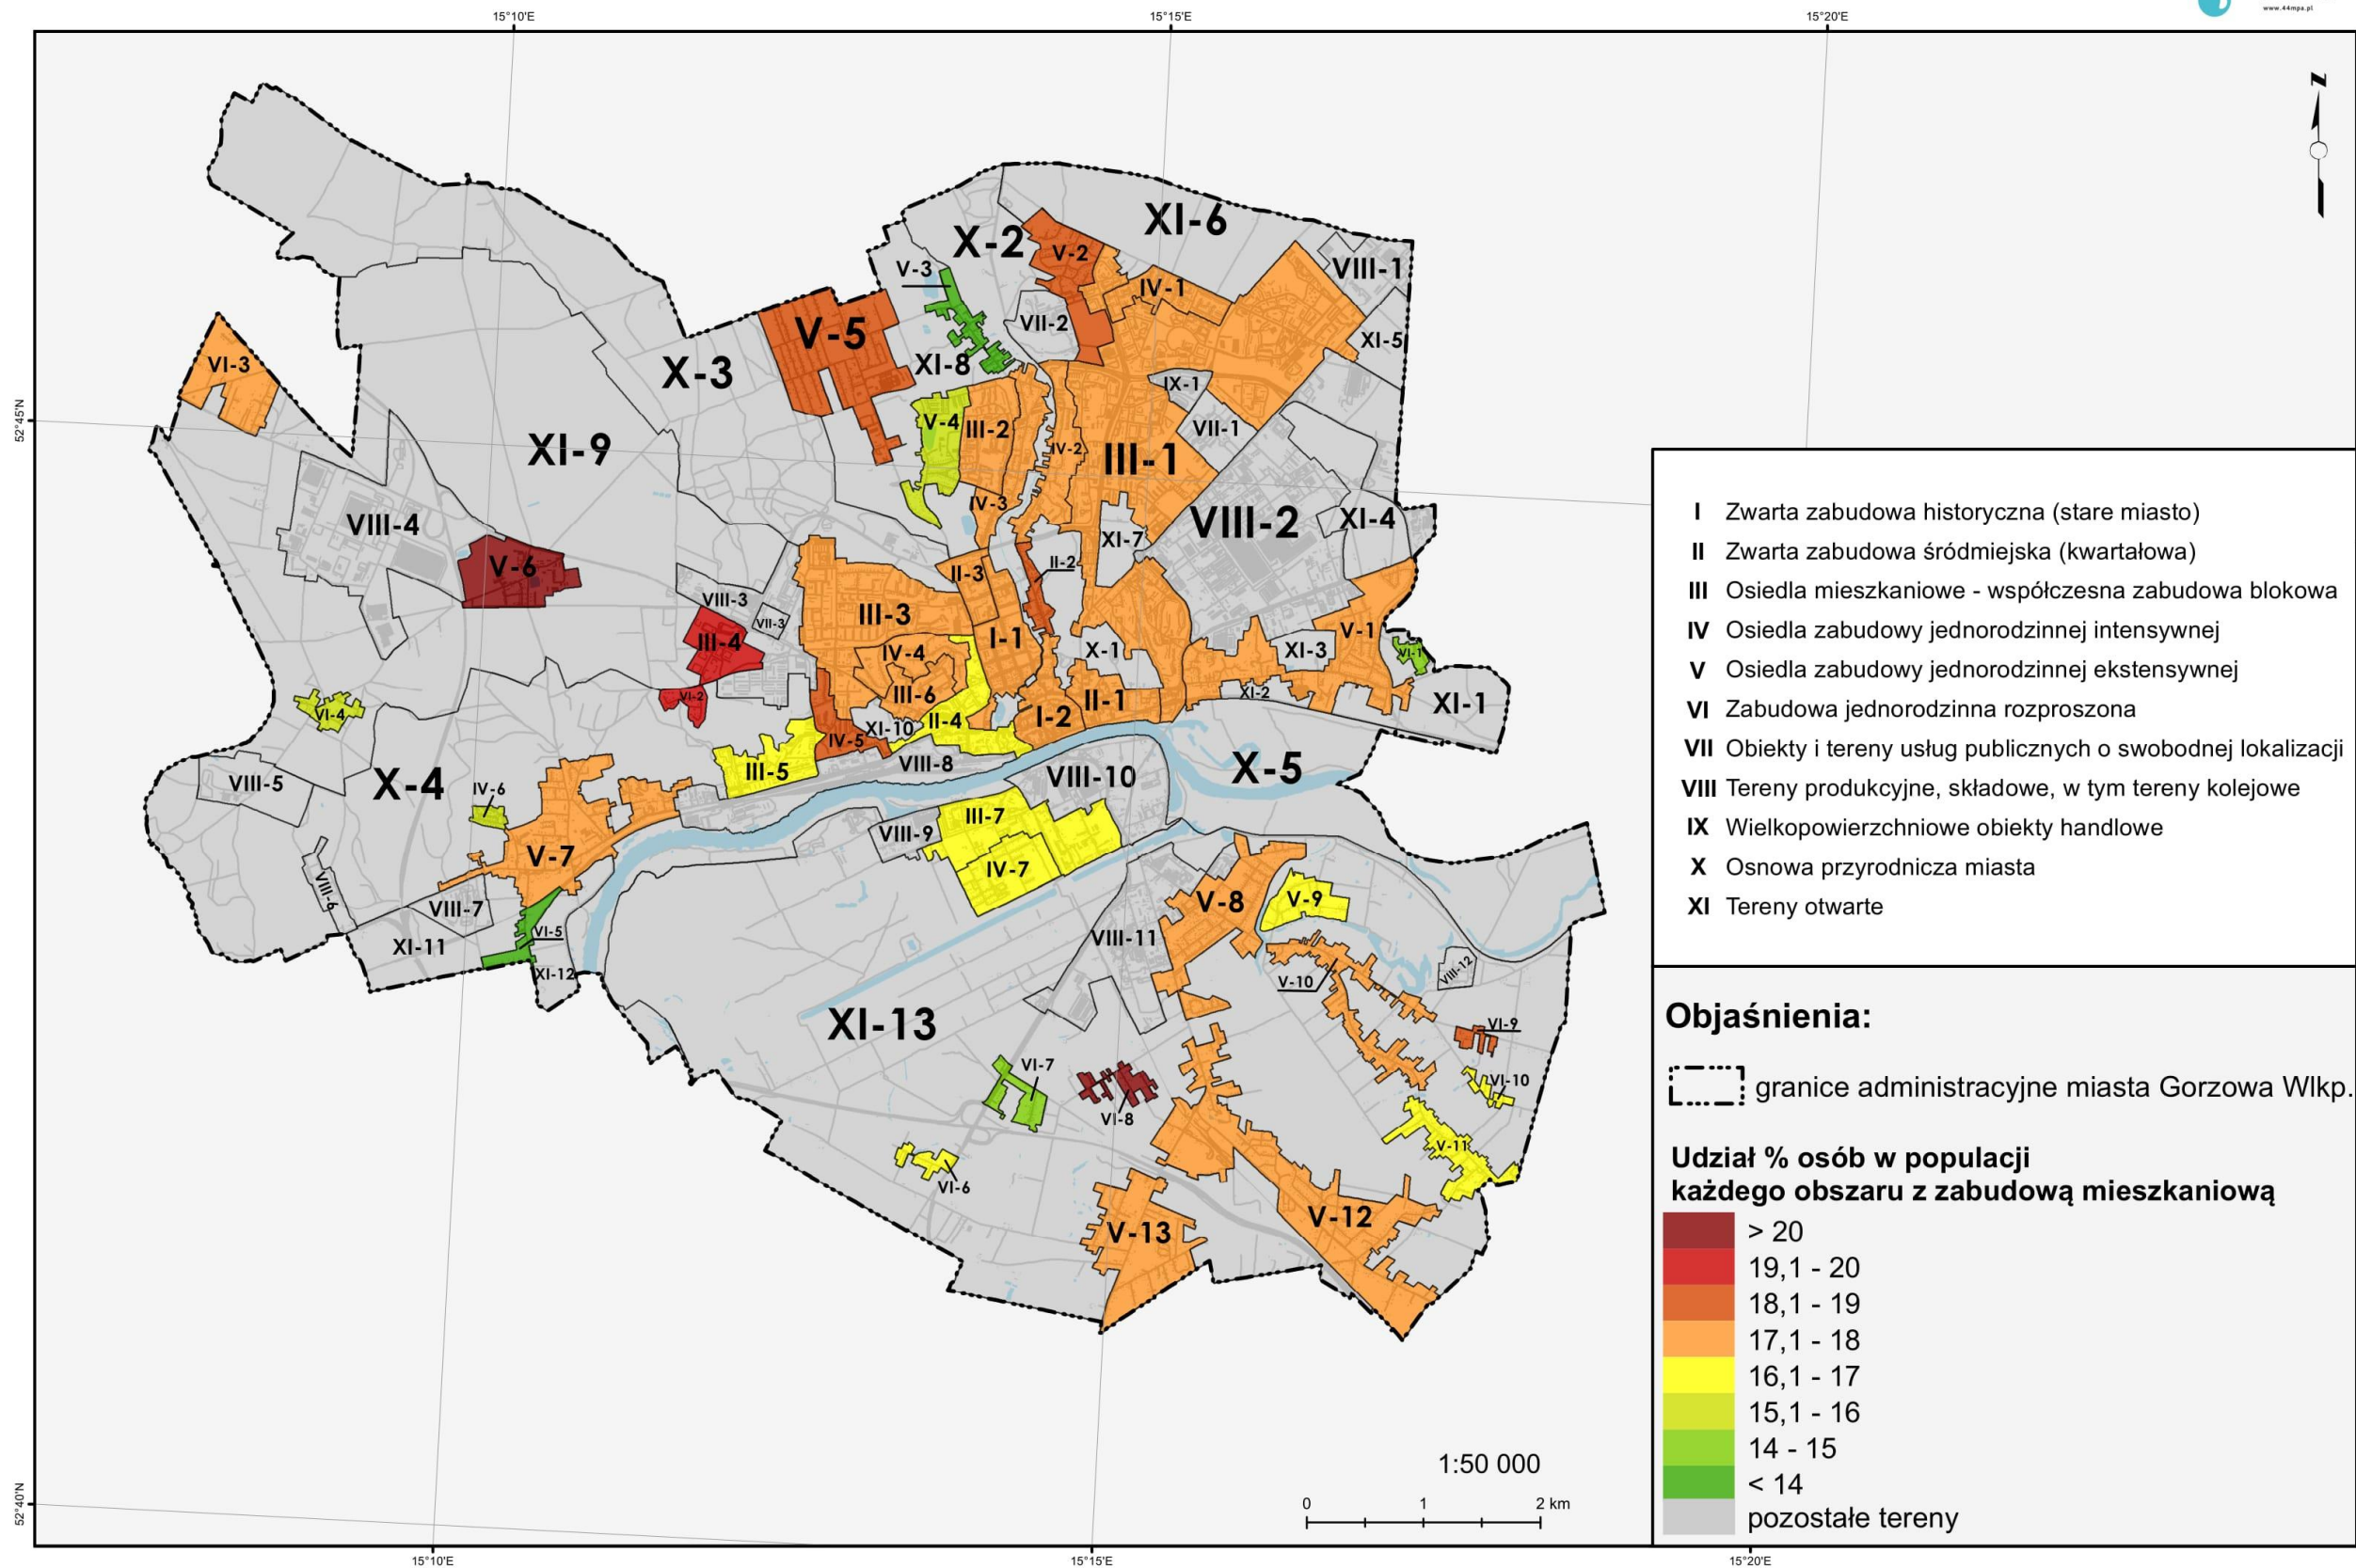 www.44mpa.pl
15°10'E
15°15'E
15°20'E
N
52°45'N
52°40'N
XI-6
X-2
V-2
VIII-1
V-3
IV-1
VII-2
V-5
XI-5
VI-3
XI-8
X-3
IX-1
V-4
III-2
VII-1
XI-9
IV-2
III-1
IV-3
VIII-4
VIII-2
XI-4
XI-7
V-6
II-2
II-3
VIII-3
III-3
VII-3
III-4
I-1
V-1
IV-4
X-1
XI-3
VI-1
VI-2
III-6
XI-2
II-1
XI-1
VI-4
I-2
II-4
XI-10
IV-5
III-5
VIII-8
VIII-10
X-5
VIII-5
X-4
IV-6
III-7
VIII-9
V-7
IV-7
VIII-6
V-8
V-9
VIII-7
VI-5
VIII-11
XI-11
XI-12
VIII-12
V-10
XI-13
VI-9
VI-7
VI-10
VI-8
V-11
VI-6
V-12
V-13
I Zwarta zabudowa historyczna (stare miasto)
II Zwarta zabudowa śródmiejska (kwartałowa)
III Osiedla mieszkaniowe - współczesna zabudowa blokowa
IV Osiedla zabudowy jednorodzinnej intensywnej
V Osiedla zabudowy jednorodzinnej ekstensywnej
VI Zabudowa jednorodzinna rozproszona
VII Obiekty i tereny usług publicznych o swobodnej lokalizacji
VIII Tereny produkcyjne, składowe, w tym tereny kolejowe
IX Wielkopowierzchniowe obiekty handlowe
X Osnowa przyrodnicza miasta
XI Tereny otwarte
Objaśnienia:
granice administracyjne miasta Gorzowa Wlkp.
Udział % osób w populacji
każdego obszaru z zabudową mieszkaniową
> 20
19,1 - 20
18,1 - 19
17,1 - 18
16,1 - 17
15,1 - 16
14 - 15
< 14
pozostałe tereny
1:50 000
0 1 2 km
15°10'E
15°15'E
15°20'E